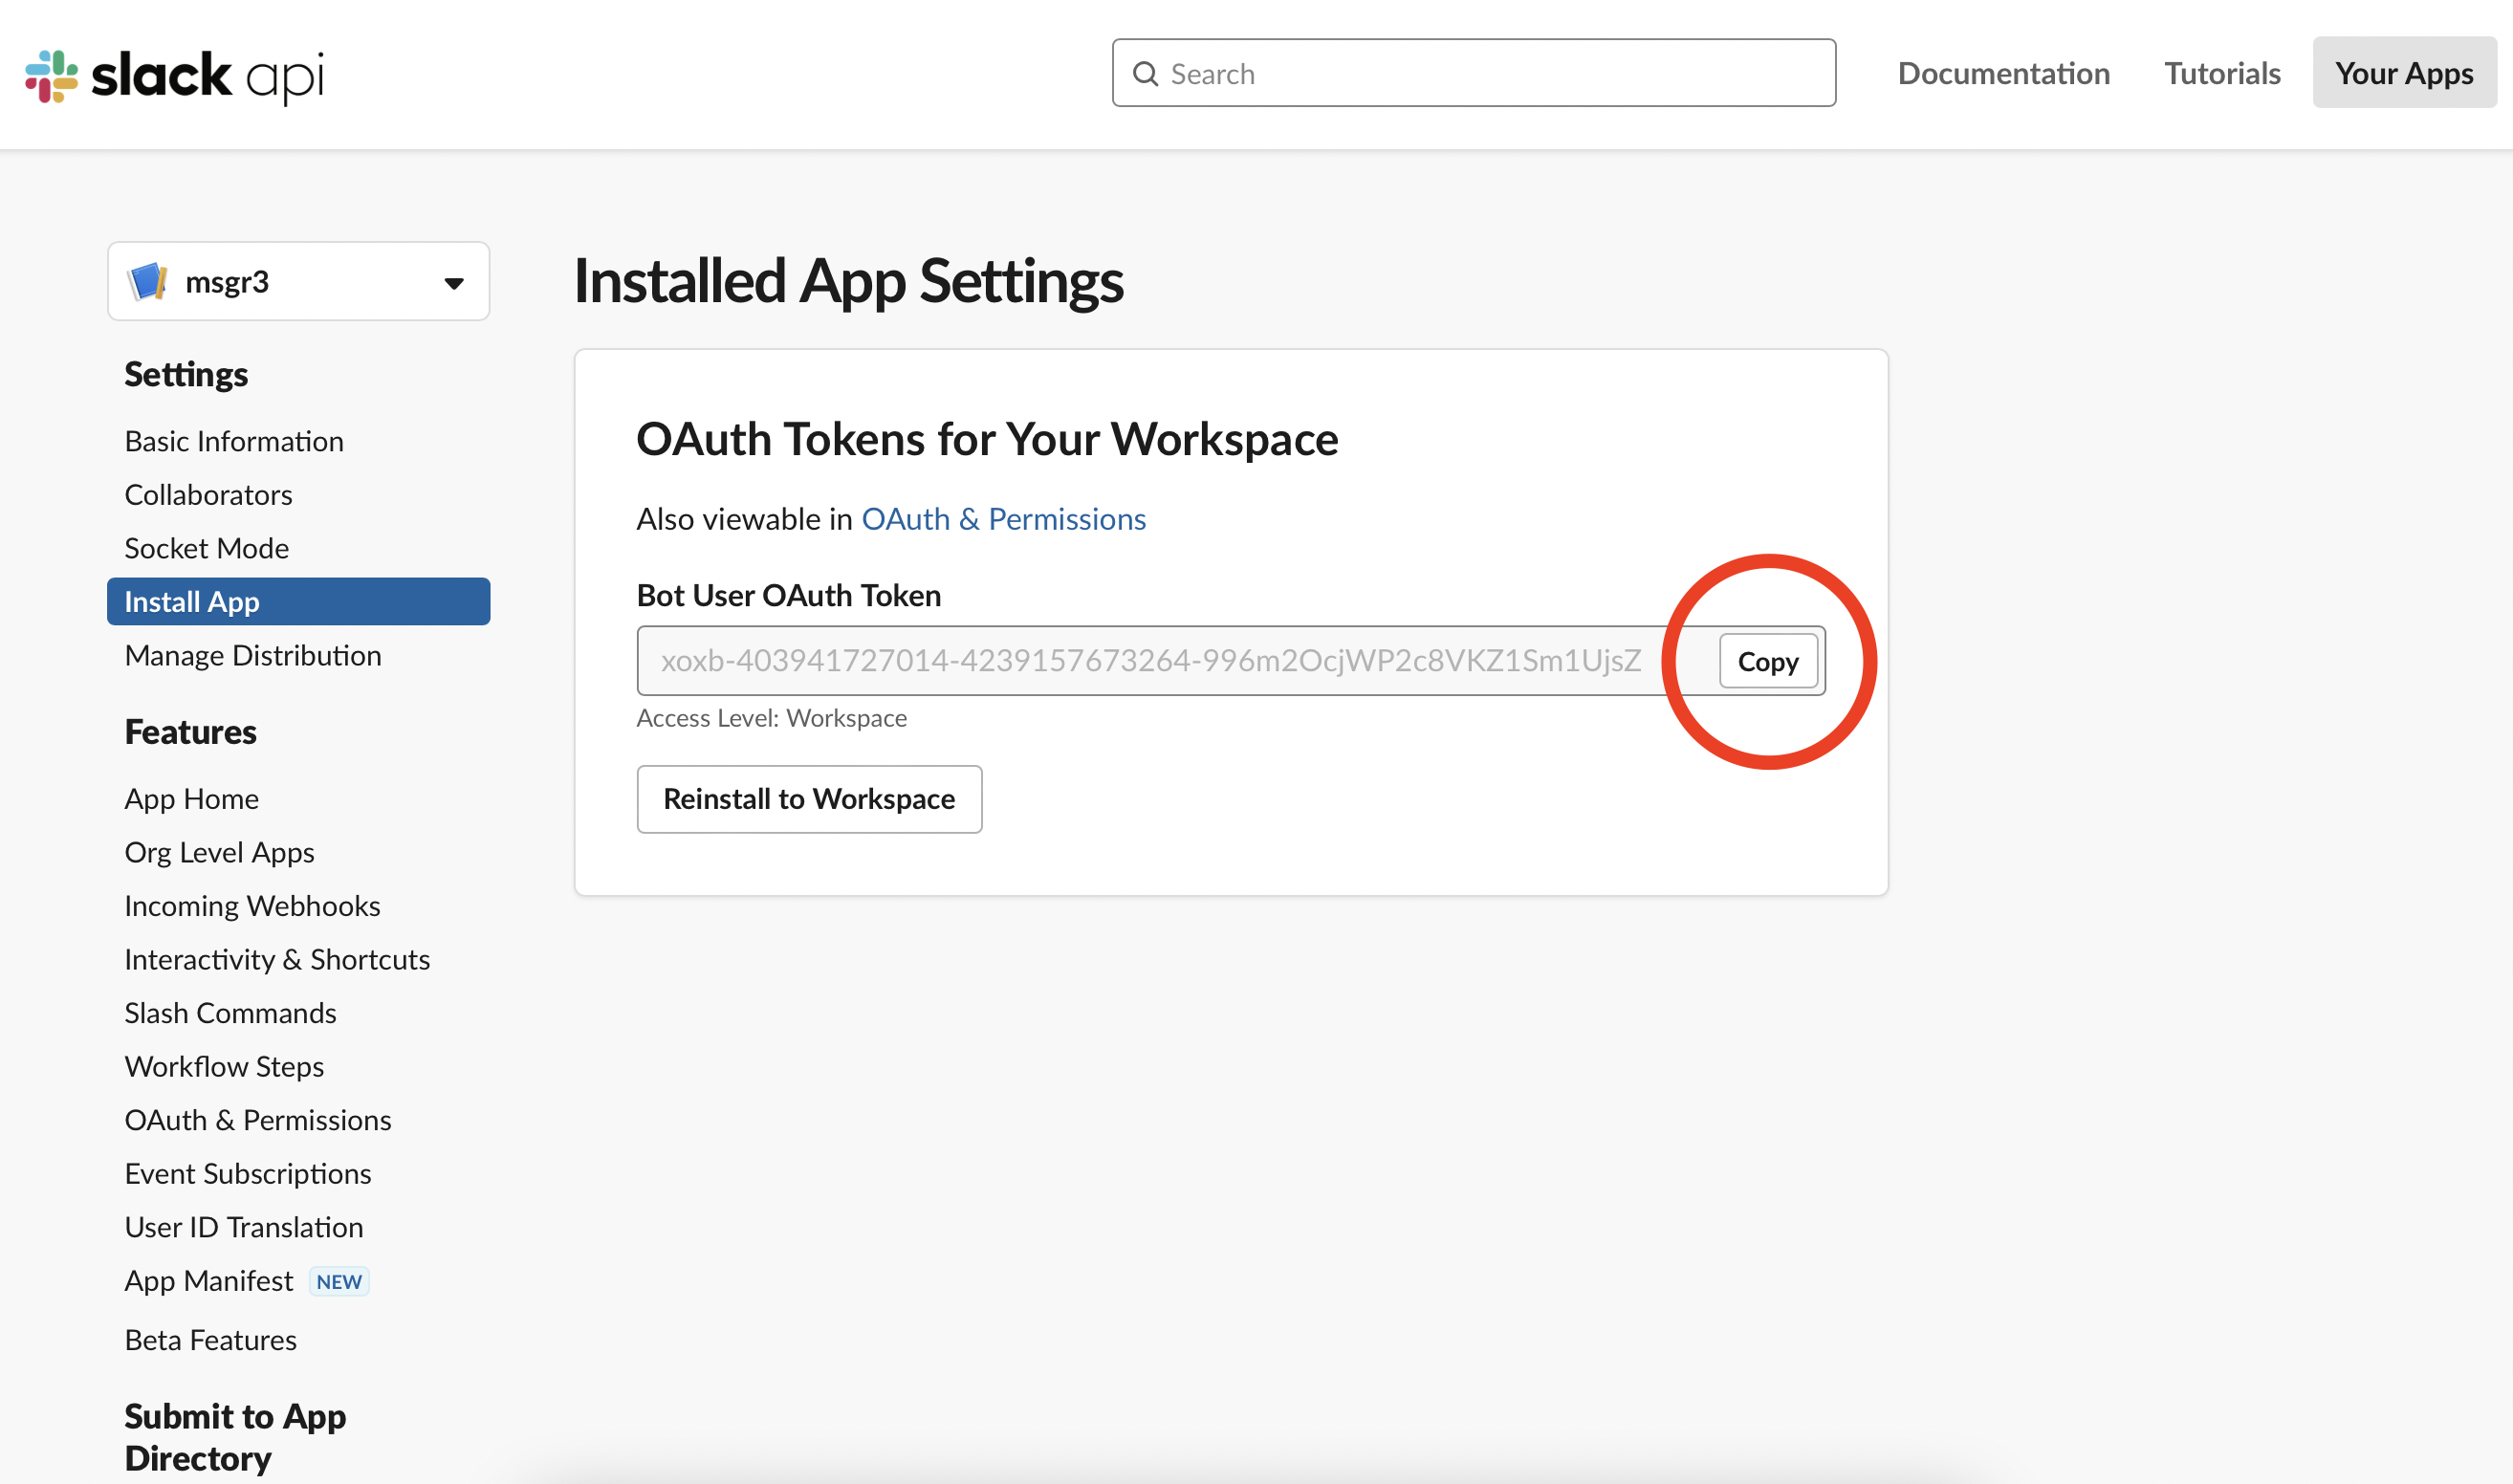 slack api
Search
Documentation
Tutorials
Your Apps
msgr3
Settings
Basic Information
Collaborators
Socket Mode
Install App
Manage Distribution
Features
App Home
Org Level Apps
Incoming Webhooks
Interactivity & Shortcuts
Slash Commands
Workflow Steps
OAuth & Permissions
Event Subscriptions
User ID Translation
App Manifest NEW
Beta Features
Submit to App
Directory
Installed App Settings
OAuth Tokens for Your Workspace
Also viewable in OAuth & Permissions
Bot User OAuth Token
xoxb-403941727014-4239157673264-996m2OcjWP2c8VKZ1Sm1UjsZ
Copy
Access Level: Workspace
Reinstall to Workspace